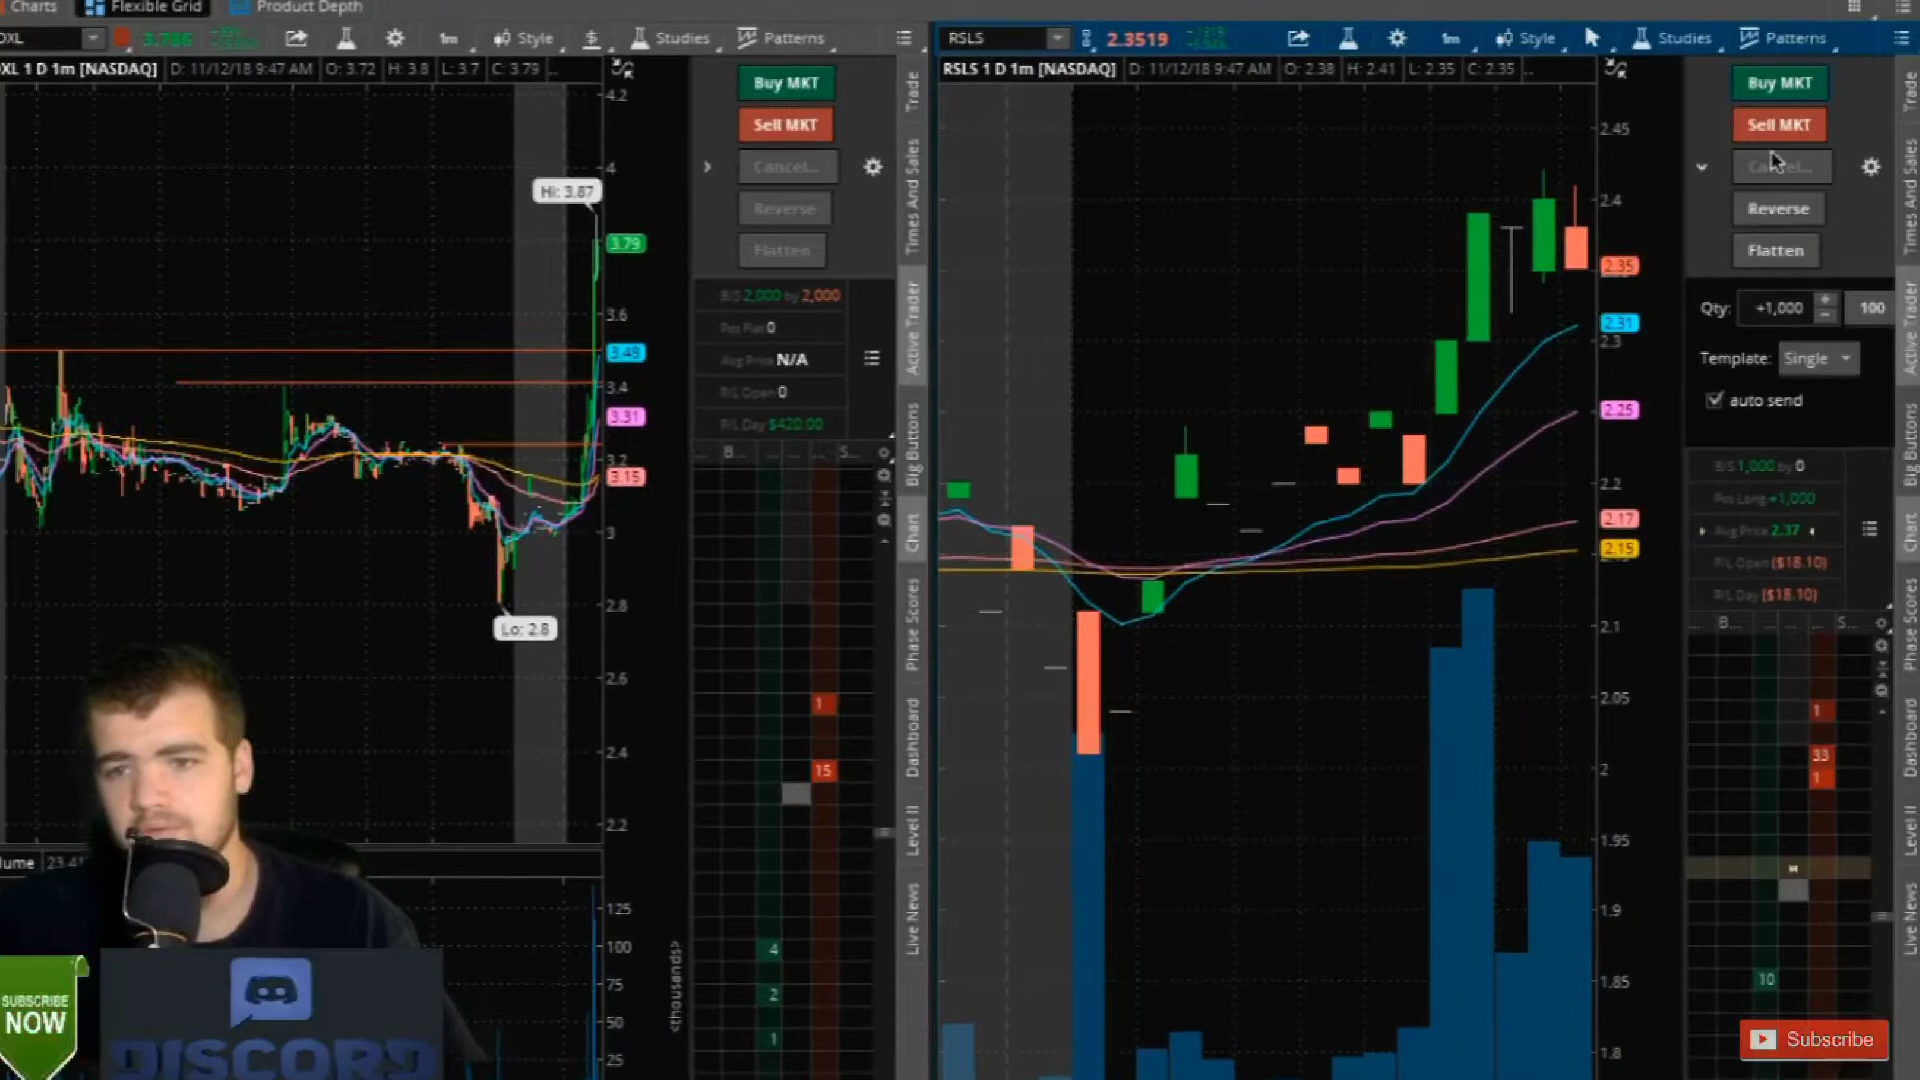 Charts Flexible Grid Product Depth
DXL 3.786 1m Style $ Studies Patterns
XL 1 D 1m [NASDAQ] D: 11/12/18 9:47 AM O: 3.72 H: 3.8 L: 3.7 C: 3.79 ...
4.2
4
3.6
3.4
3.2
3
2.8
2.6
2.4
2.2
Hi: 3.87
3.79
3.49
3.31
3.15
Lo: 2.8
ume 23.4
125
100
75
50
25
<thousands>
Buy MKT
Sell MKT
Cancel...
Reverse
Flatten
B/S 2,000 by 2,000
Pos Flat 0
Avg Price N/A
P/L Open 0
P/L Day $420.00
... B... ... ... S...
1
15
4
2
1
Trade
Times And Sales
Active Trader
Big Buttons
Chart
Phase Scores
Dashboard
Level II
Live News
RSLS 2.3519 1m Style Studies Patterns
RSLS 1 D 1m [NASDAQ] D: 11/12/18 9:47 AM O: 2.38 H: 2.41 L: 2.35 C: 2.35 ...
2.45
2.4
2.35
2.31
2.3
2.25
2.2
2.17
2.15
2.1
2.05
2
1.95
1.9
1.85
1.8
Buy MKT
Sell MKT
Reverse
Flatten
Qty: +1,000 100
Template: Single
auto send
B/S 1,000 by 0
Pos Long +1,000
Avg Price 2.37
P/L Open ($18.10)
P/L Day ($18.10)
... B... ... ... S...
1
33
1
10
Trade
Times And Sales
Active Trader
Big Buttons
Chart
Phase Scores
Dashboard
Level II
Live News
SUBSCRIBE
NOW
DISCORD
Subscribe